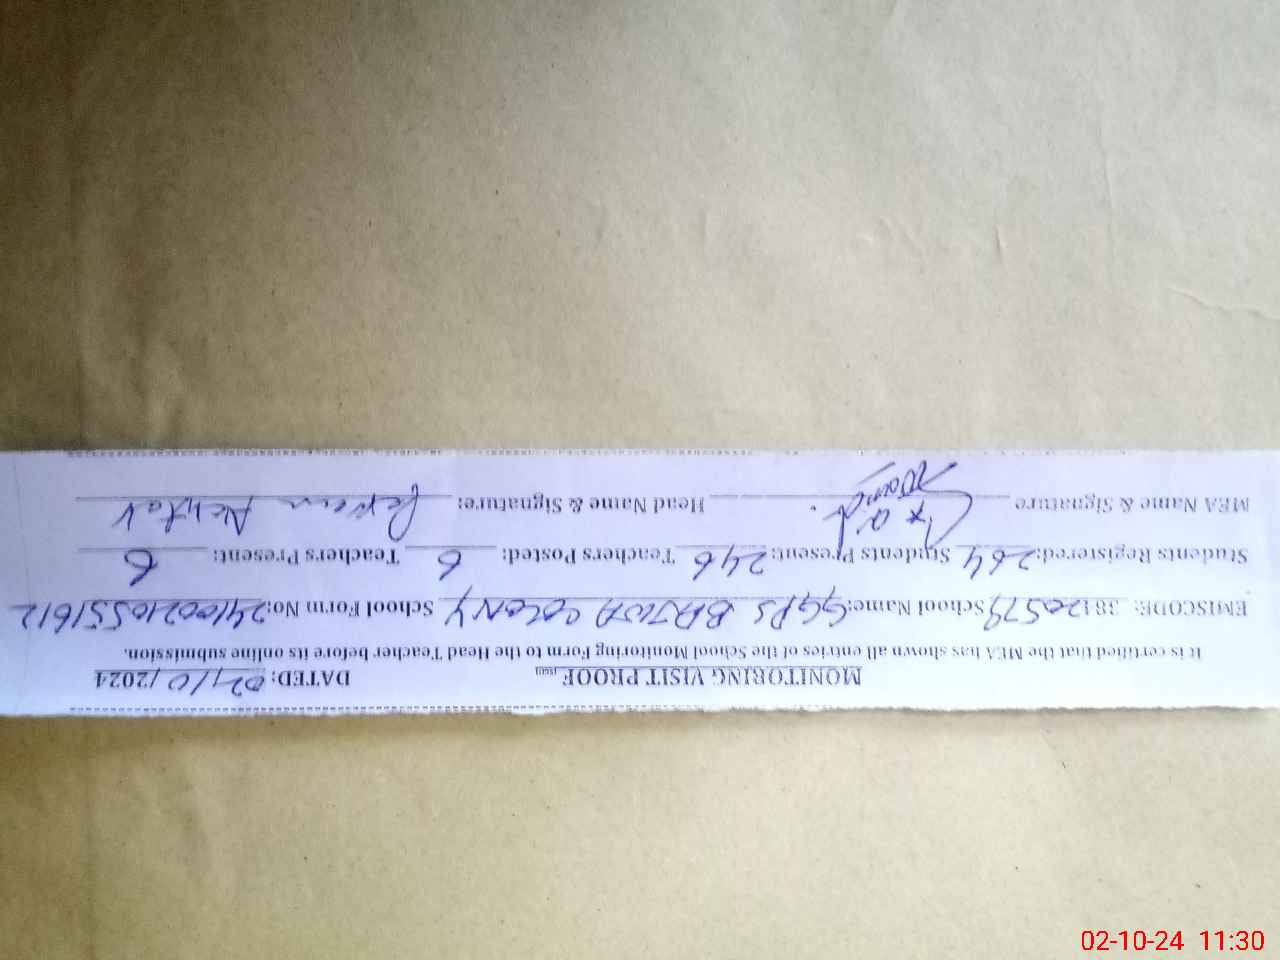 MONITORING VISIT PROOF DATED: 02/10/2024
It is certified that the MEA has shown all entries of the School Monitoring Form to the Head Teacher before its online submission.
EMISCODE: 38120579 School Name: GGPS BAJWA COLONY School Form No: 24100210551612
Students Registered: 264 Students Present: 246 Teachers Posted: 6 Teachers Present: 6
MEA Name & Signature Head Name & Signature: Perveen Akhtar
02-10-24 11:30